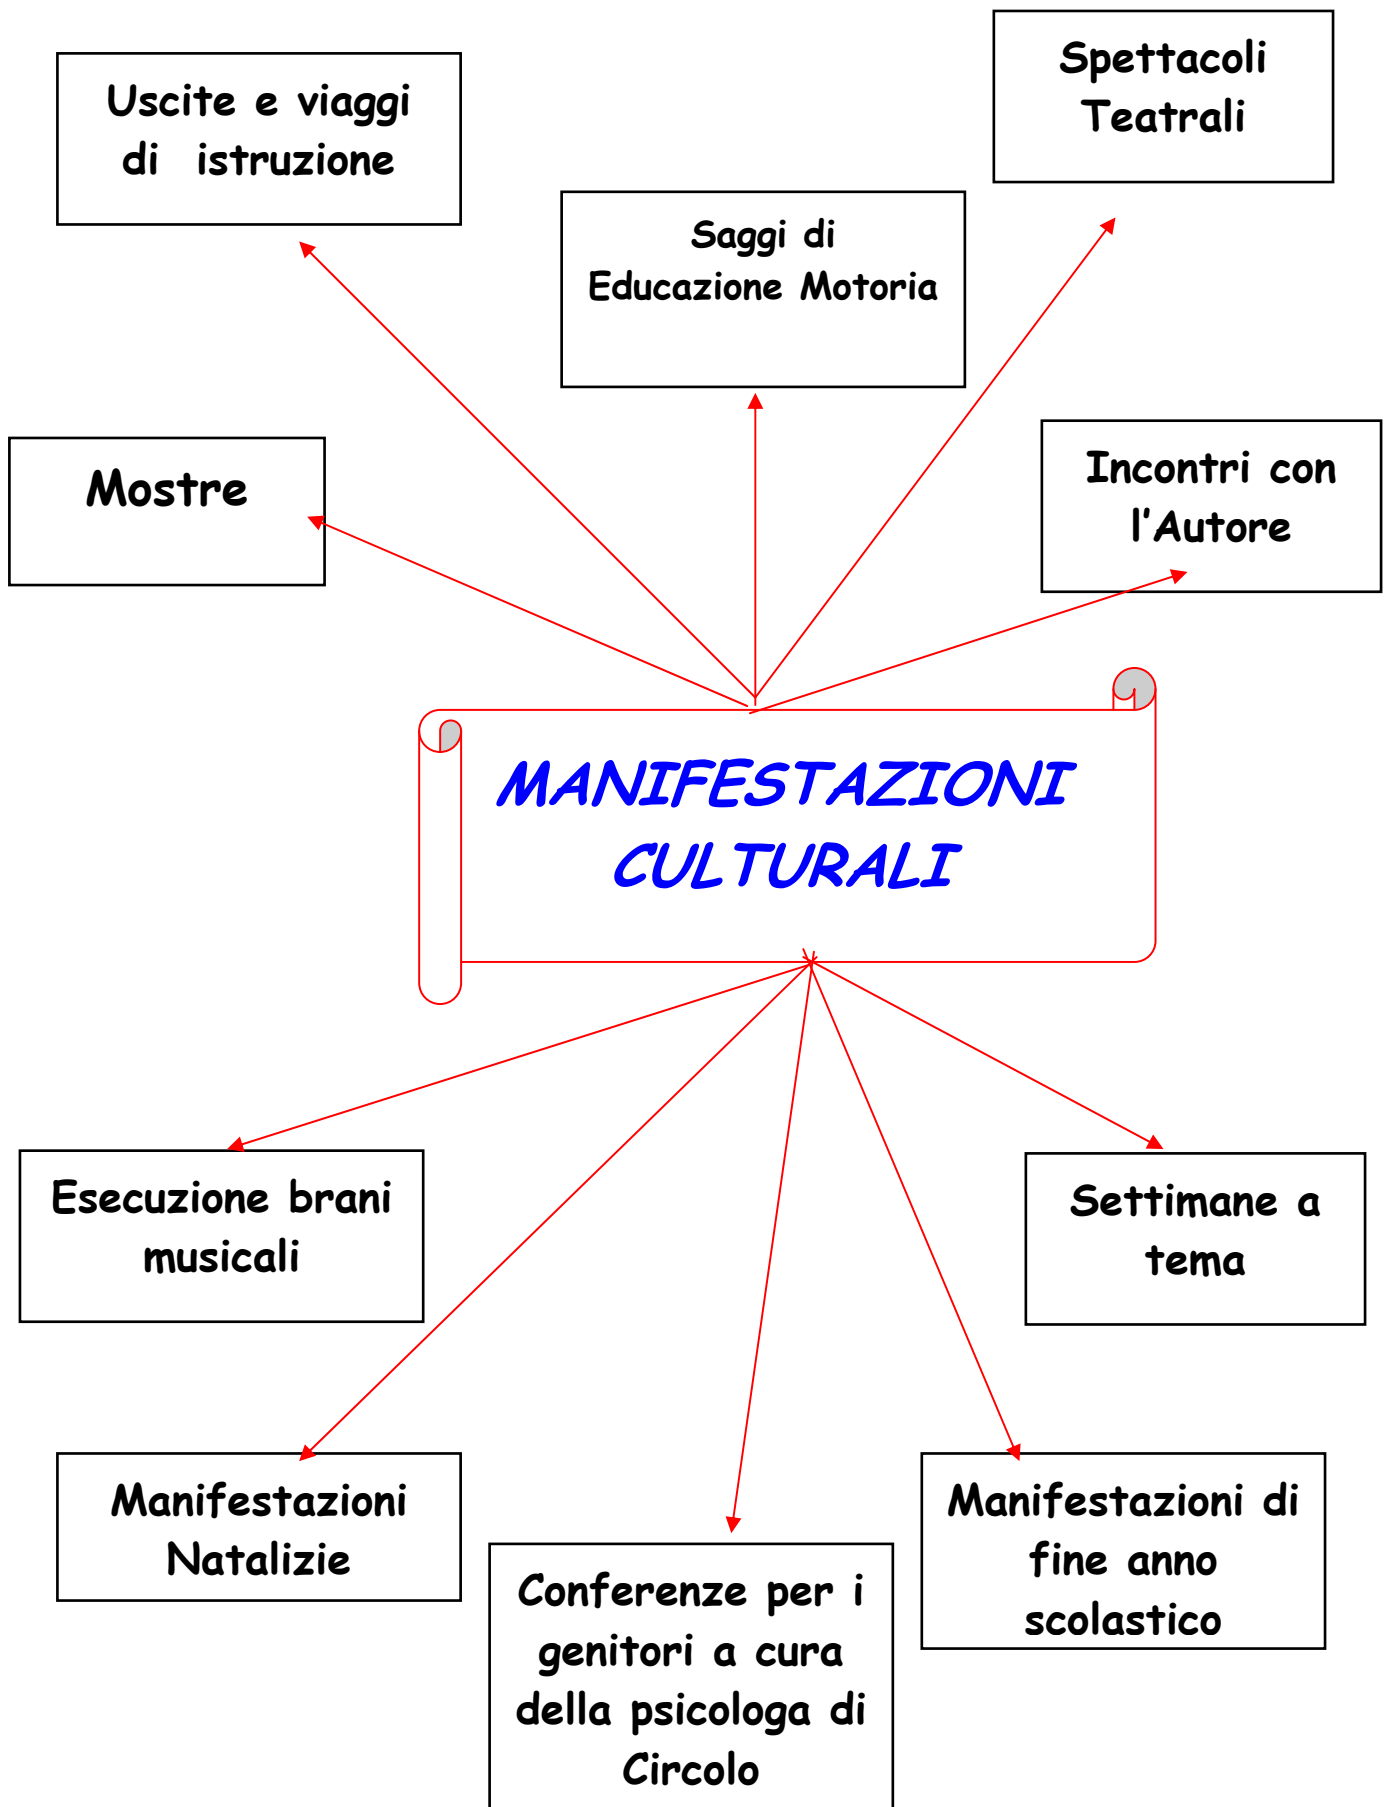 Spettacoli
Teatrali
Uscite e viaggi
di istruzione
Saggi di
Educazione Motoria
Mostre
Incontri con
l’Autore
MANIFESTAZIONI
CULTURALI
Esecuzione brani
musicali
Settimane a
tema
Manifestazioni
Natalizie
Manifestazioni di
fine anno
scolastico
Conferenze per i
genitori a cura
della psicologa di
Circolo